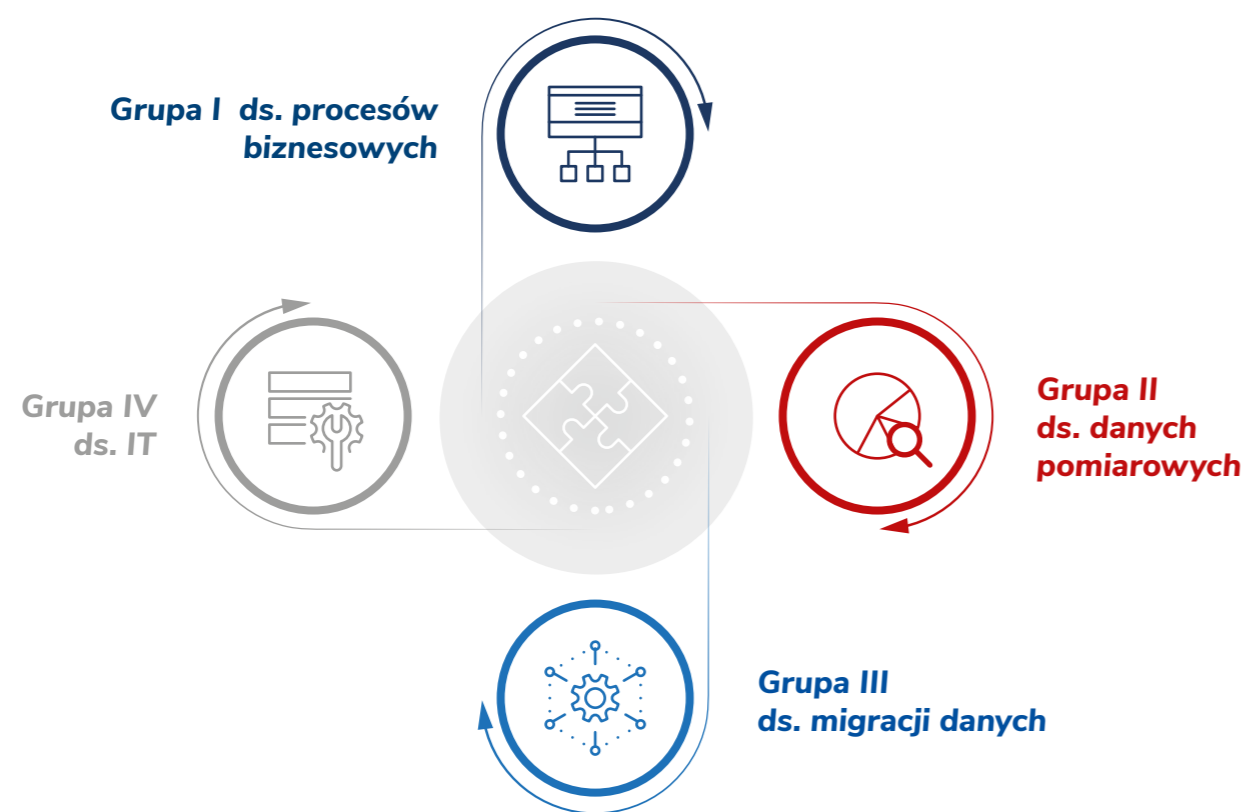 Grupa I ds. procesów
biznesowych
Grupa II
ds. danych
pomiarowych
Grupa III
ds. migracji danych
Grupa IV
ds. IT